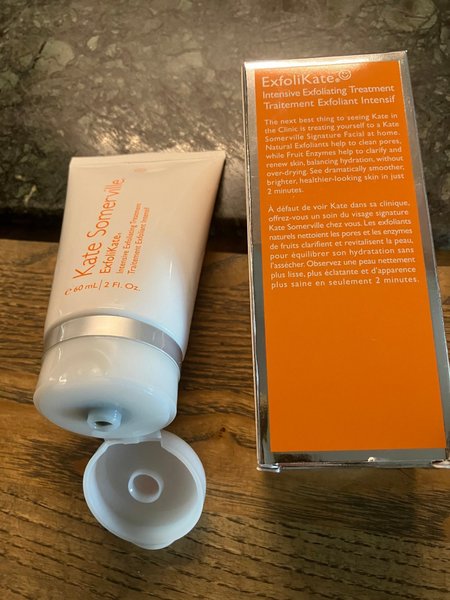 Kate Somerville
ExfoliKate®
Intensive Exfoliating Treatment
Traitement Exfoliant Intensif
℮ 60 mL / 2 Fl. Oz.
ExfoliKate®☺
Intensive Exfoliating Treatment
Traitement Exfoliant Intensif
The next best thing to seeing Kate in
the Clinic is treating yourself to a Kate
Somerville Signature Facial at home.
Natural Exfoliants help to clean pores,
while Fruit Enzymes help to clarify and
renew skin, balancing hydration, without
over-drying. See dramatically smoother,
brighter, healthier-looking skin in just
2 minutes.
À défaut de voir Kate dans sa clinique,
offrez-vous un soin du visage signature
Kate Somerville chez vous. Les exfoliants
naturels nettoient les pores et les enzymes
de fruits clarifient et revitalisent la peau,
pour équilibrer son hydratation sans
l'assècher. Observez une peau nettement
plus lisse, plus éclatante et d'apparence
plus saine en seulement 2 minutes.